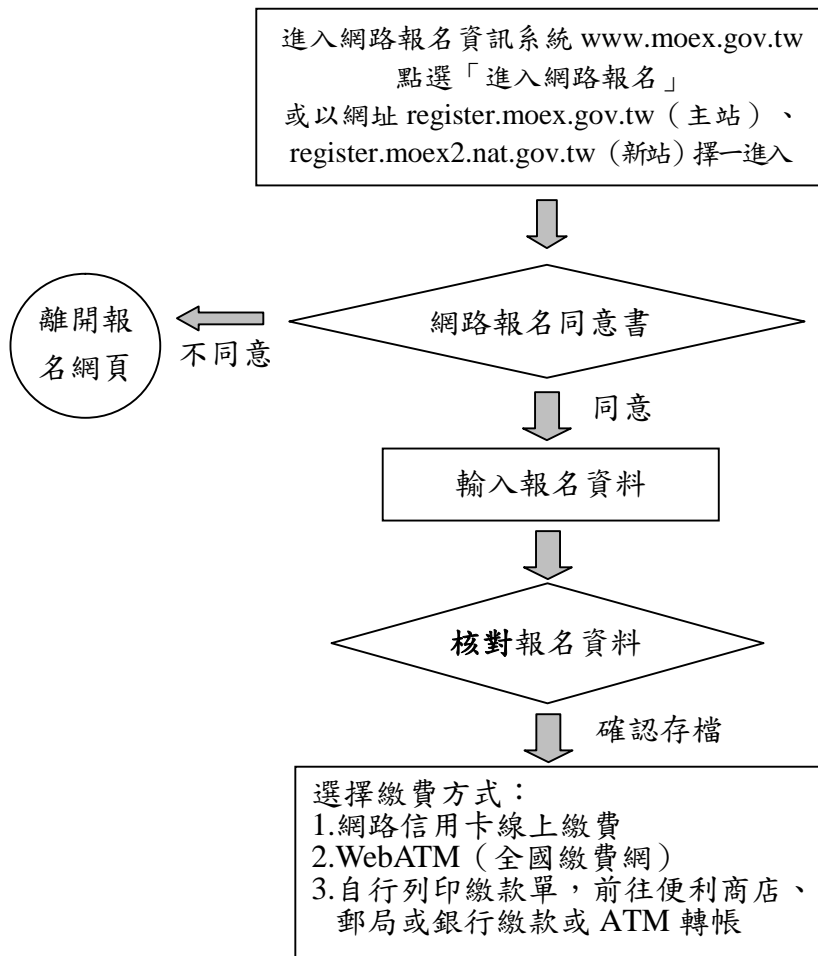 進入網路報名資訊系統 www.moex.gov.tw
點選「進入網路報名」
或以網址 register.moex.gov.tw（主站）、
register.moex2.nat.gov.tw（新站）擇一進入
網路報名同意書
離開報
名網頁
不同意
同意
輸入報名資料
核對報名資料
確認存檔
選擇繳費方式：
1.網路信用卡線上繳費
2.WebATM（全國繳費網）
3.自行列印繳款單，前往便利商店、
郵局或銀行繳款或 ATM 轉帳